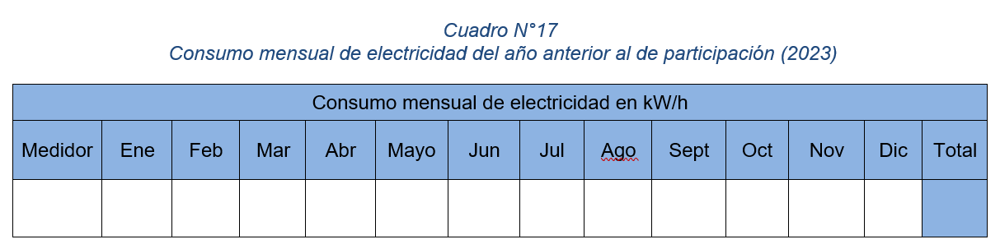 Cuadro N°17
Consumo mensual de electricidad del año anterior al de participación (2023)
Consumo mensual de electricidad en kW/h
Medidor Ene Feb Mar Abr Mayo Jun Jul Ago Sept Oct Nov Dic Total